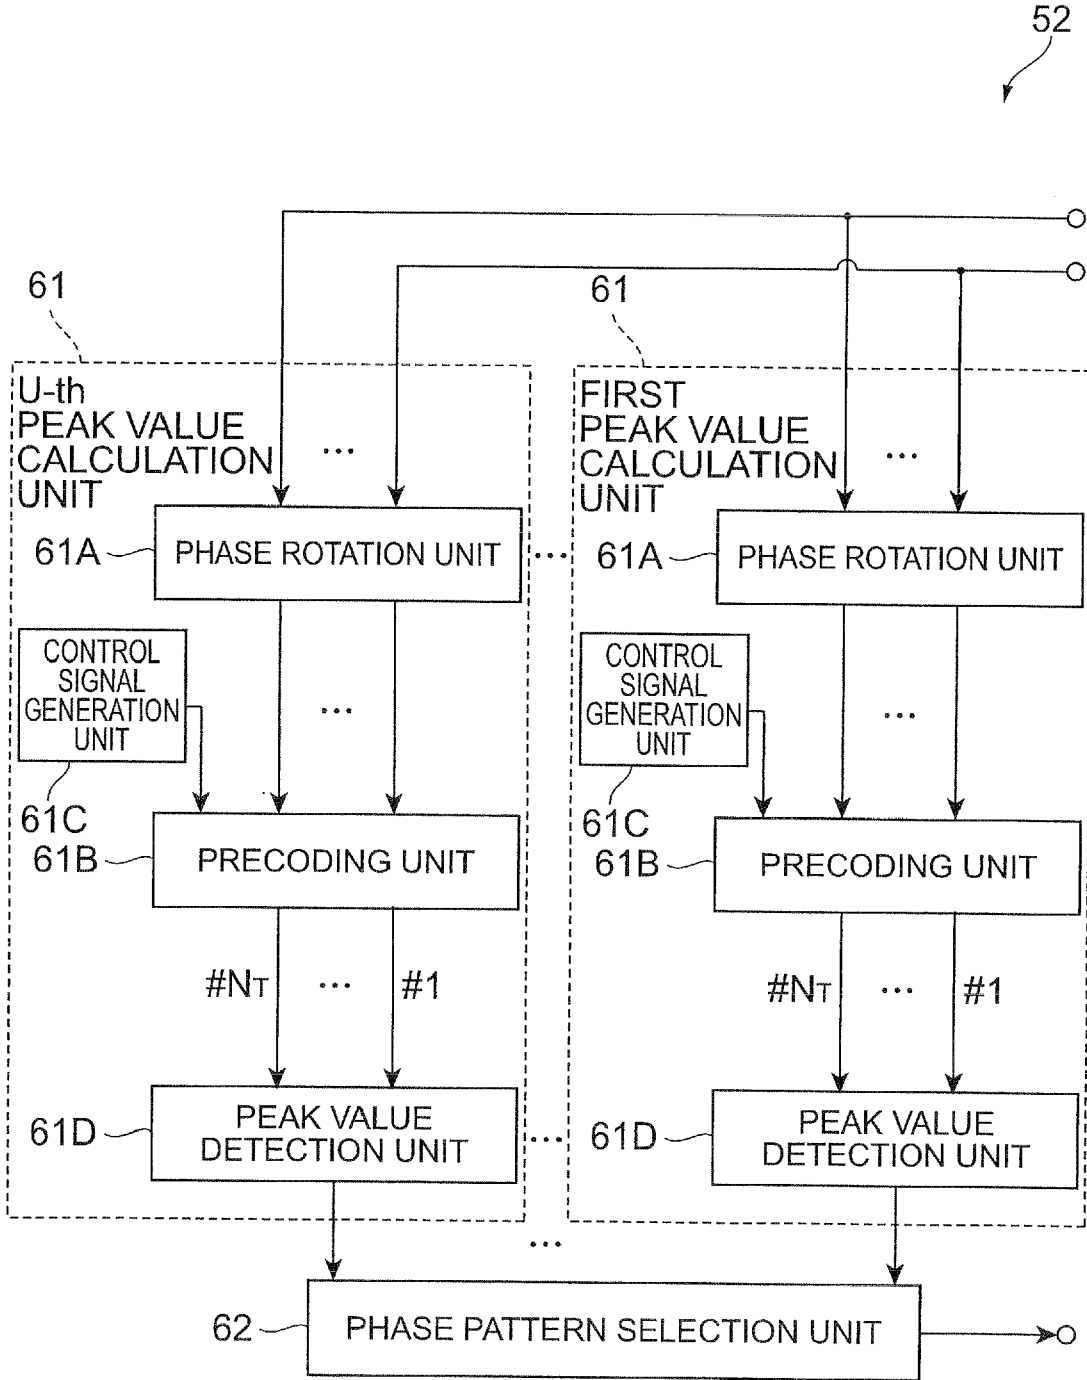 52
61
61
U-th
PEAK VALUE
CALCULATION
UNIT
...
FIRST
PEAK VALUE
CALCULATION
UNIT
...
61A
PHASE ROTATION UNIT
...
61A
PHASE ROTATION UNIT
CONTROL
SIGNAL
GENERATION
UNIT
...
CONTROL
SIGNAL
GENERATION
UNIT
...
61C
61B
PRECODING UNIT
61C
61B
PRECODING UNIT
#NT ... #1
#NT ... #1
61D
PEAK VALUE
DETECTION UNIT
...
61D
PEAK VALUE
DETECTION UNIT
...
62
PHASE PATTERN SELECTION UNIT